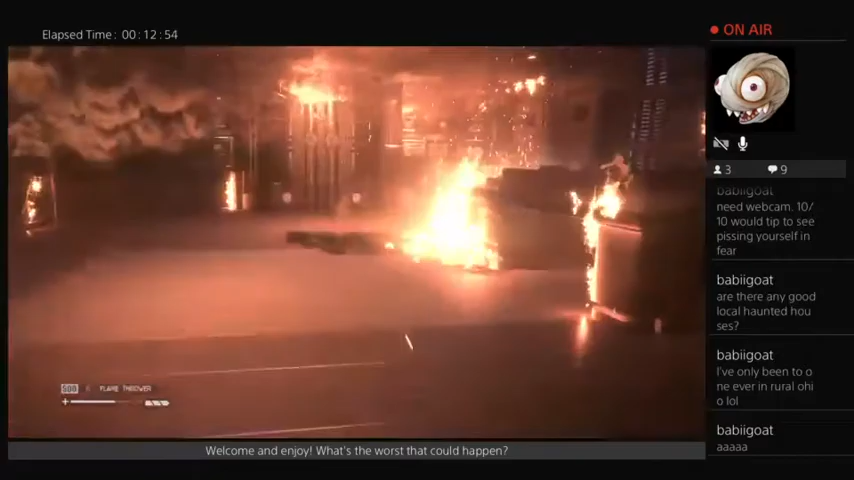 Elapsed Time: 00:12:54
ON AIR
3
9
babiigoat
need webcam. 10/
10 would tip to see
pissing yourself in
fear
babiigoat
are there any good
local haunted hou
ses?
babiigoat
I've only been to o
ne ever in rural ohi
o lol
babiigoat
aaaaa
FLAME THROWER
Welcome and enjoy! What's the worst that could happen?